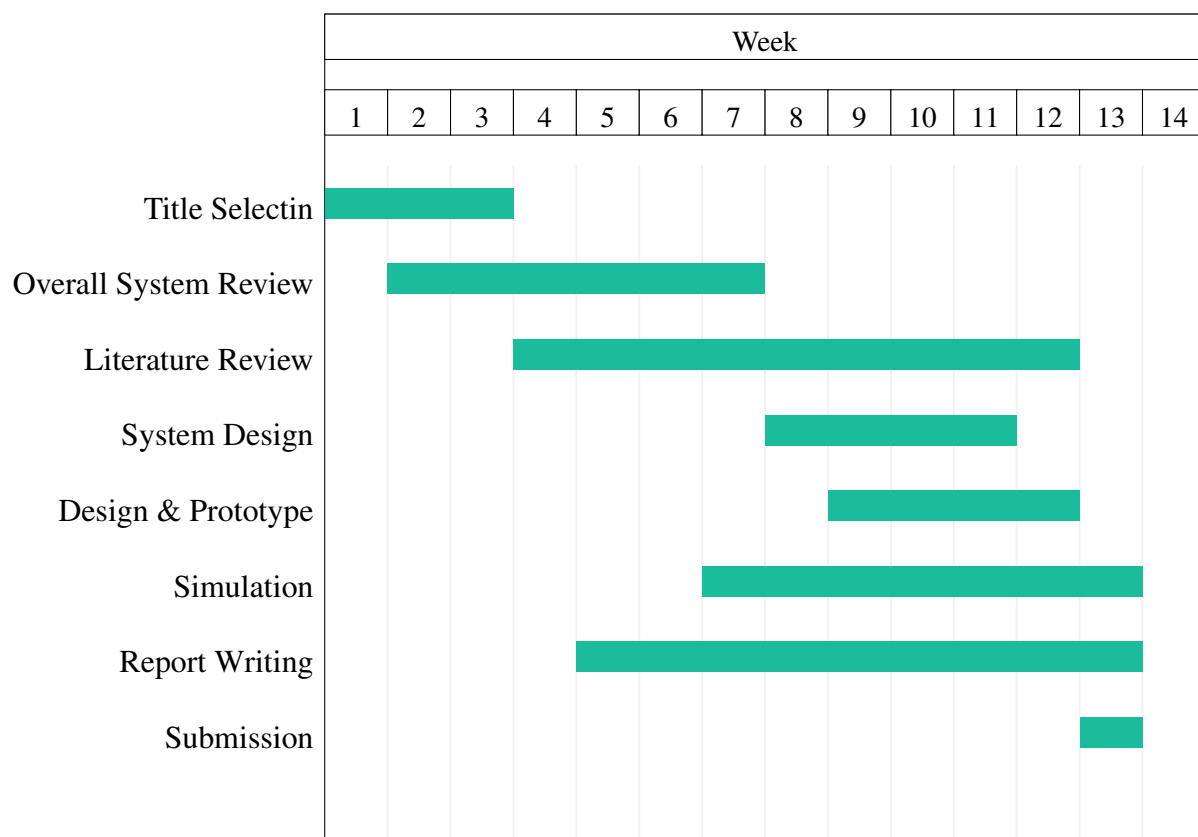 Week
1 2 3 4 5 6 7 8 9 10 11 12 13 14
Title Selectin
Overall System Review
Literature Review
System Design
Design & Prototype
Simulation
Report Writing
Submission